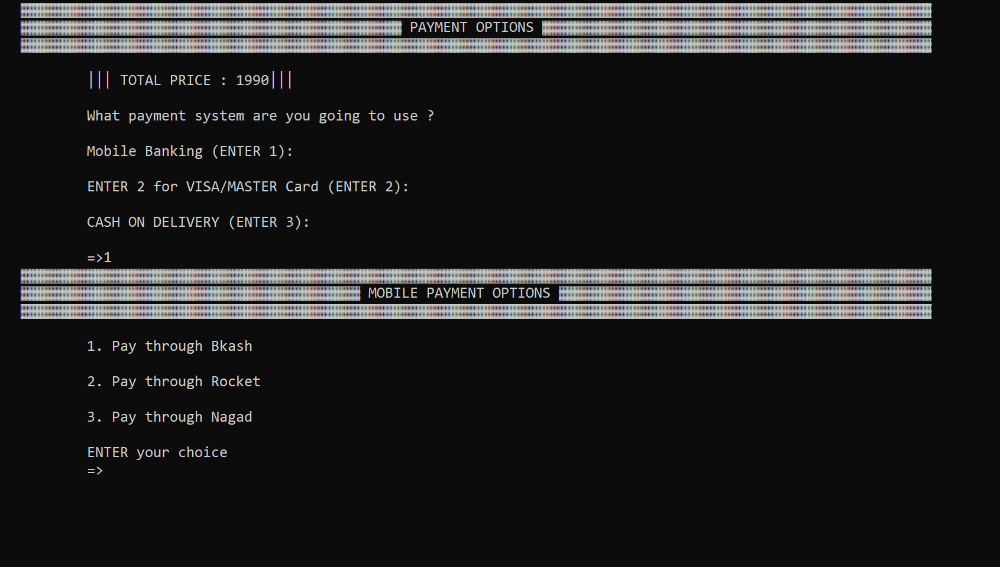 PAYMENT OPTIONS
||| TOTAL PRICE : 1990|||
What payment system are you going to use ?
Mobile Banking (ENTER 1):
ENTER 2 for VISA/MASTER Card (ENTER 2):
CASH ON DELIVERY (ENTER 3):
=>1
MOBILE PAYMENT OPTIONS
1. Pay through Bkash
2. Pay through Rocket
3. Pay through Nagad
ENTER your choice
=>